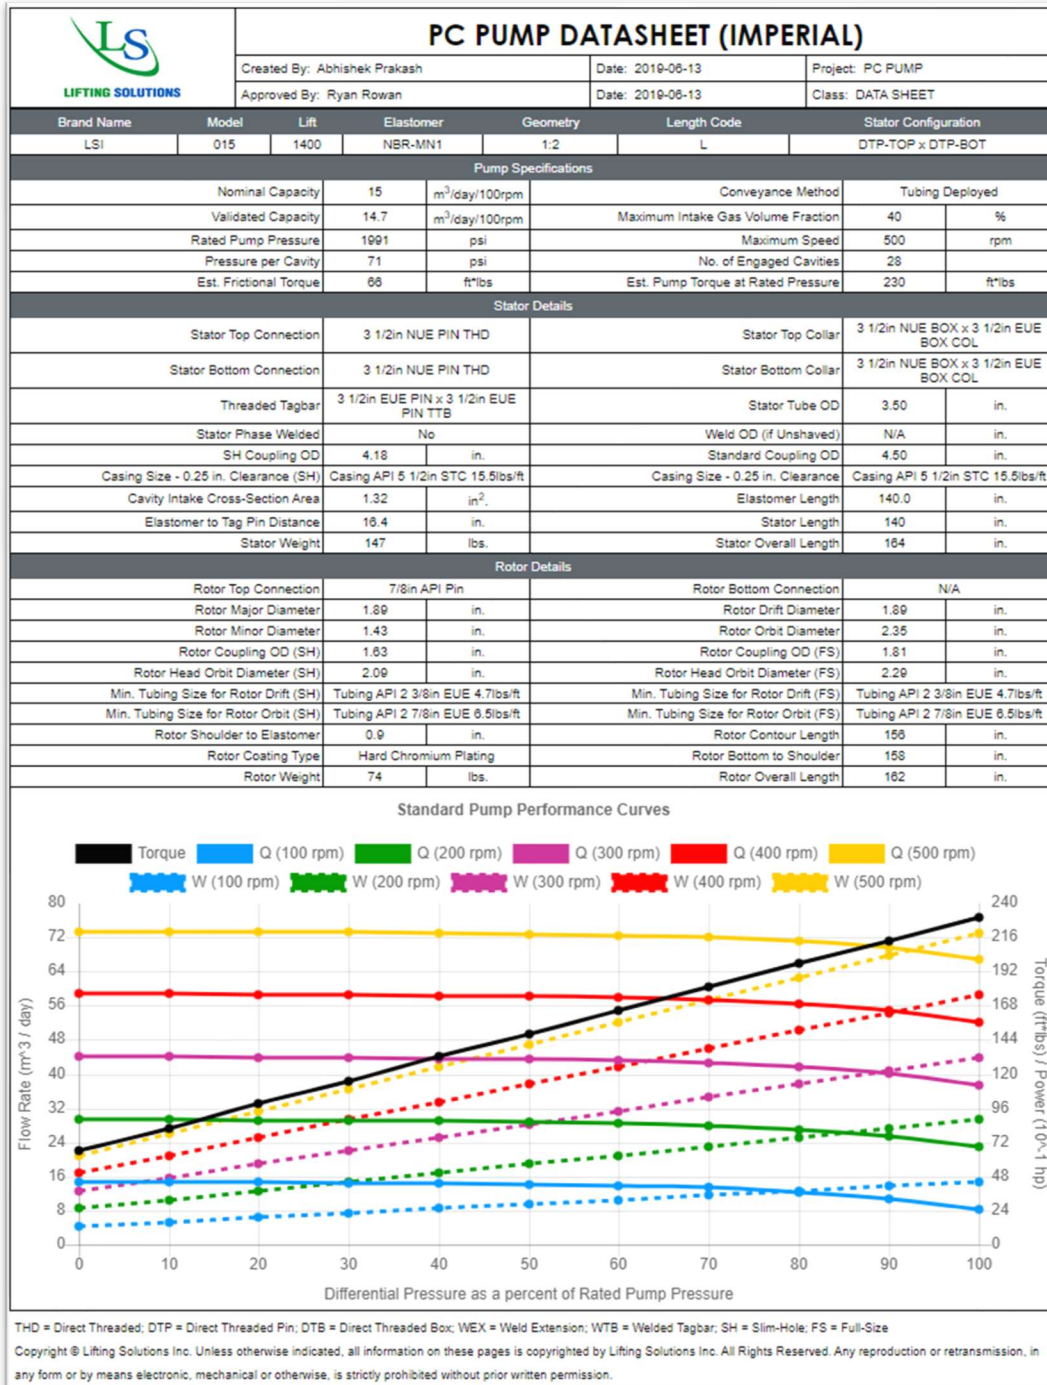 LS
LIFTING SOLUTIONS
PC PUMP DATASHEET (IMPERIAL)
Created By: Abhishek Prakash Date: 2019-06-13 Project: PC PUMP
Approved By: Ryan Rowan Date: 2019-06-13 Class: DATA SHEET
Brand Name Model Lift Elastomer Geometry Length Code Stator Configuration
LSI 015 1400 NBR-MN1 1:2 L DTP-TOP x DTP-BOT
Pump Specifications
Nominal Capacity 15 m³/day/100rpm Conveyance Method Tubing Deployed
Validated Capacity 14.7 m³/day/100rpm Maximum Intake Gas Volume Fraction 40 %
Rated Pump Pressure 1991 psi Maximum Speed 500 rpm
Pressure per Cavity 71 psi No. of Engaged Cavities 28
Est. Frictional Torque 66 ft*lbs Est. Pump Torque at Rated Pressure 230 ft*lbs
Stator Details
Stator Top Connection 3 1/2in NUE PIN THD Stator Top Collar 3 1/2in NUE BOX x 3 1/2in EUE
BOX COL
Stator Bottom Connection 3 1/2in NUE PIN THD Stator Bottom Collar 3 1/2in NUE BOX x 3 1/2in EUE
BOX COL
Threaded Tagbar 3 1/2in EUE PIN x 3 1/2in EUE
PIN TTB Stator Tube OD 3.50 in.
Stator Phase Welded No Weld OD (if Unshaved) N/A in.
SH Coupling OD 4.18 in. Standard Coupling OD 4.50 in.
Casing Size - 0.25 in. Clearance (SH) Casing API 5 1/2in STC 15.5lbs/ft Casing Size - 0.25 in. Clearance Casing API 5 1/2in STC 15.5lbs/ft
Cavity Intake Cross-Section Area 1.32 in². Elastomer Length 140.0 in.
Elastomer to Tag Pin Distance 16.4 in. Stator Length 140 in.
Stator Weight 147 lbs. Stator Overall Length 164 in.
Rotor Details
Rotor Top Connection 7/8in API Pin Rotor Bottom Connection N/A
Rotor Major Diameter 1.89 in. Rotor Drift Diameter 1.89 in.
Rotor Minor Diameter 1.43 in. Rotor Orbit Diameter 2.35 in.
Rotor Coupling OD (SH) 1.63 in. Rotor Coupling OD (FS) 1.81 in.
Rotor Head Orbit Diameter (SH) 2.09 in. Rotor Head Orbit Diameter (FS) 2.29 in.
Min. Tubing Size for Rotor Drift (SH) Tubing API 2 3/8in EUE 4.7lbs/ft Min. Tubing Size for Rotor Drift (FS) Tubing API 2 3/8in EUE 4.7lbs/ft
Min. Tubing Size for Rotor Orbit (SH) Tubing API 2 7/8in EUE 6.5lbs/ft Min. Tubing Size for Rotor Orbit (FS) Tubing API 2 7/8in EUE 6.5lbs/ft
Rotor Shoulder to Elastomer 0.9 in. Rotor Contour Length 156 in.
Rotor Coating Type Hard Chromium Plating Rotor Bottom to Shoulder 158 in.
Rotor Weight 74 lbs. Rotor Overall Length 162 in.
Standard Pump Performance Curves
Torque Q (100 rpm) Q (200 rpm) Q (300 rpm) Q (400 rpm) Q (500 rpm)
W (100 rpm) W (200 rpm) W (300 rpm) W (400 rpm) W (500 rpm)
80 240
72 216
64 192
56 168
48 144
40 120
32 96
24 72
16 48
8 24
0 0
Flow Rate (m^3 / day)
Torque (ft*lbs) / Power (10^-1 hp)
0 10 20 30 40 50 60 70 80 90 100
Differential Pressure as a percent of Rated Pump Pressure
THD = Direct Threaded; DTP = Direct Threaded Pin; DTB = Direct Threaded Box; WEX = Weld Extension; WTB = Welded Tagbar; SH = Slim-Hole; FS = Full-Size
Copyright © Lifting Solutions Inc. Unless otherwise indicated, all information on these pages is copyrighted by Lifting Solutions Inc. All Rights Reserved. Any reproduction or retransmission, in
any form or by means electronic, mechanical or otherwise, is strictly prohibited without prior written permission.